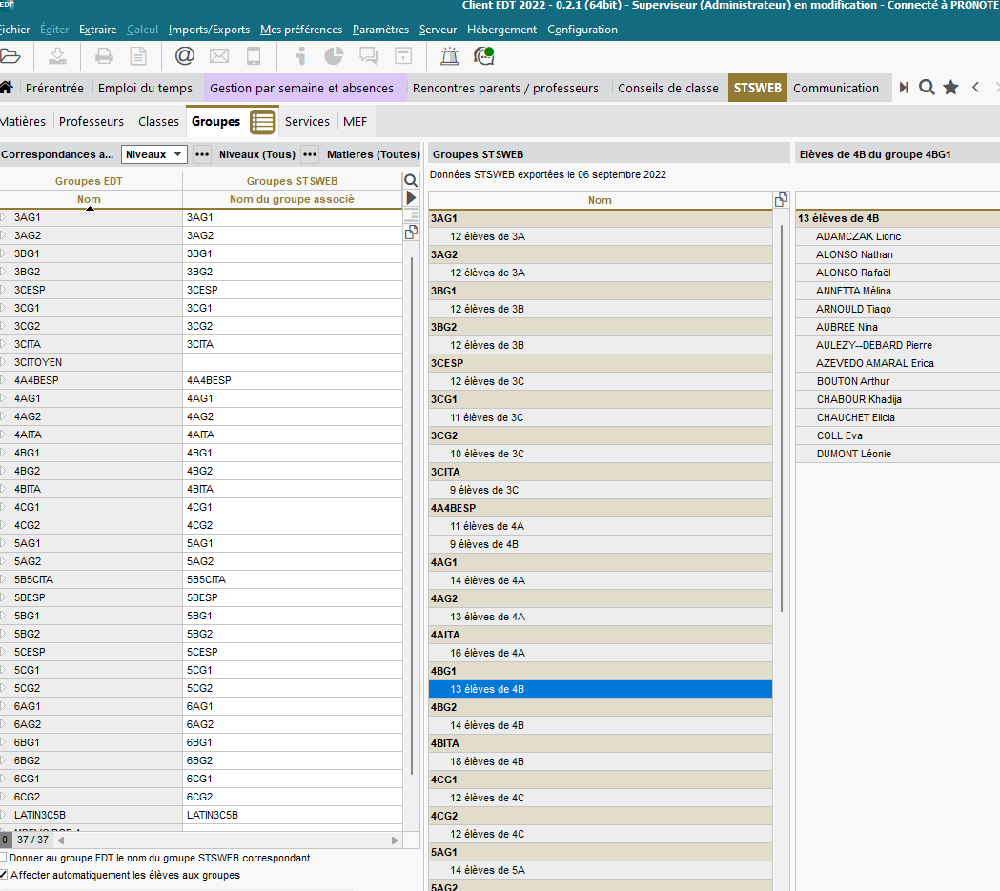 EDT
Client EDT 2022 - 0.2.1 (64bit) - Superviseur (Administrateur) en modification - Connecté à PRONOTE
Fichier Éditer Extraire Calcul Imports/Exports Mes préférences Paramètres Serveur Hébergement Configuration
Prérentrée Emploi du temps Gestion par semaine et absences Rencontres parents / professeurs Conseils de classe STSWEB Communication
Matières Professeurs Classes Groupes Services MEF
Correspondances a... Niveaux ... Niveaux (Tous) ... Matieres (Toutes)
Groupes EDT Groupes STSWEB
Nom Nom du groupe associé
3AG1 3AG1
3AG2 3AG2
3BG1 3BG1
3BG2 3BG2
3CESP 3CESP
3CG1 3CG1
3CG2 3CG2
3CITA 3CITA
3CITOYEN
4A4BESP 4A4BESP
4AG1 4AG1
4AG2 4AG2
4AITA 4AITA
4BG1 4BG1
4BG2 4BG2
4BITA 4BITA
4CG1 4CG1
4CG2 4CG2
5AG1 5AG1
5AG2 5AG2
5B5CITA 5B5CITA
5BESP 5BESP
5BG1 5BG1
5BG2 5BG2
5CESP 5CESP
5CG1 5CG1
5CG2 5CG2
6AG1 6AG1
6AG2 6AG2
6BG1 6BG1
6BG2 6BG2
6CG1 6CG1
6CG2 6CG2
LATIN3C5B LATIN3C5B
0 37 / 37
Donner au groupe EDT le nom du groupe STSWEB correspondant
Affecter automatiquement les élèves aux groupes
Groupes STSWEB
Données STSWEB exportées le 06 septembre 2022
Nom
3AG1
12 élèves de 3A
3AG2
12 élèves de 3A
3BG1
12 élèves de 3B
3BG2
12 élèves de 3B
3CESP
12 élèves de 3C
3CG1
11 élèves de 3C
3CG2
10 élèves de 3C
3CITA
9 élèves de 3C
4A4BESP
11 élèves de 4A
9 élèves de 4B
4AG1
14 élèves de 4A
4AG2
13 élèves de 4A
4AITA
16 élèves de 4A
4BG1
13 élèves de 4B
4BG2
14 élèves de 4B
4BITA
18 élèves de 4B
4CG1
12 élèves de 4C
4CG2
12 élèves de 4C
5AG1
14 élèves de 5A
5AG2
Elèves de 4B du groupe 4BG1
13 élèves de 4B
ADAMCZAK Lioric
ALONSO Nathan
ALONSO Rafaël
ANNETTA Mélina
ARNOULD Tiago
AUBREE Nina
AULEZY--DEBARD Pierre
AZEVEDO AMARAL Erica
BOUTON Arthur
CHABOUR Khadija
CHAUCHET Elicia
COLL Eva
DUMONT Léonie